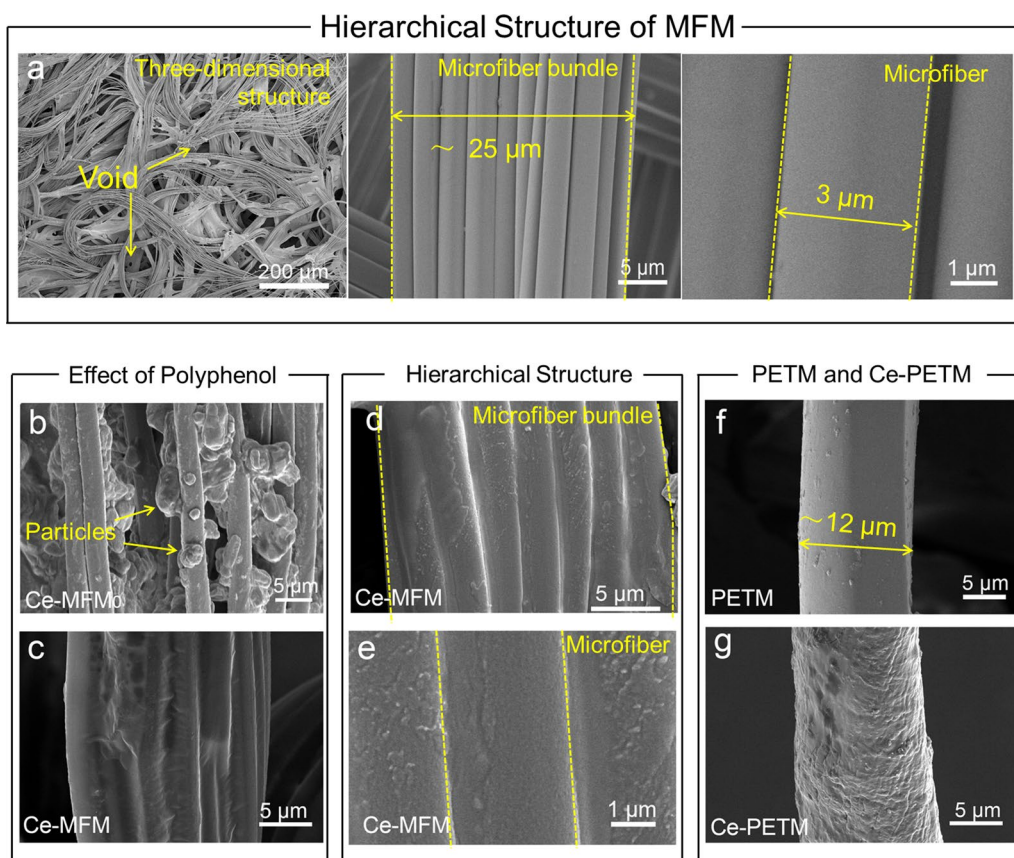 Hierarchical Structure of MFM
a
Three-dimensional
structure
Void
200 μm
Microfiber bundle
~ 25 μm
5 μm
Microfiber
3 μm
1 μm
Effect of Polyphenol
b
Particles
5 μm
Ce-MFM0
c
5 μm
Ce-MFM
Hierarchical Structure
d
Microfiber bundle
5 μm
Ce-MFM
e
Microfiber
1 μm
Ce-MFM
PETM and Ce-PETM
f
~12 μm
5 μm
PETM
g
5 μm
Ce-PETM